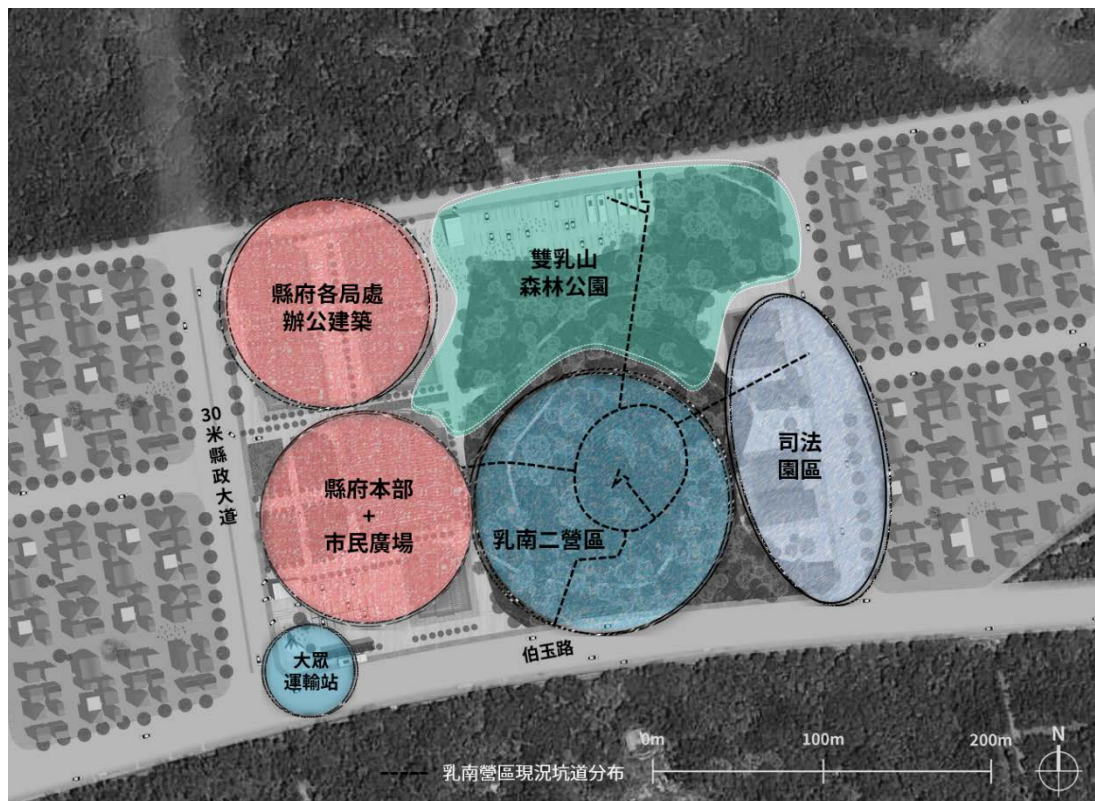 雙乳山
森林公園
縣府各局處
辦公建築
30米縣政大道
縣府本部
+
市民廣場
乳南二營區
司法
園區
大眾
運輸站
伯玉路
乳南營區現況坑道分布
0m
100m
200m
N